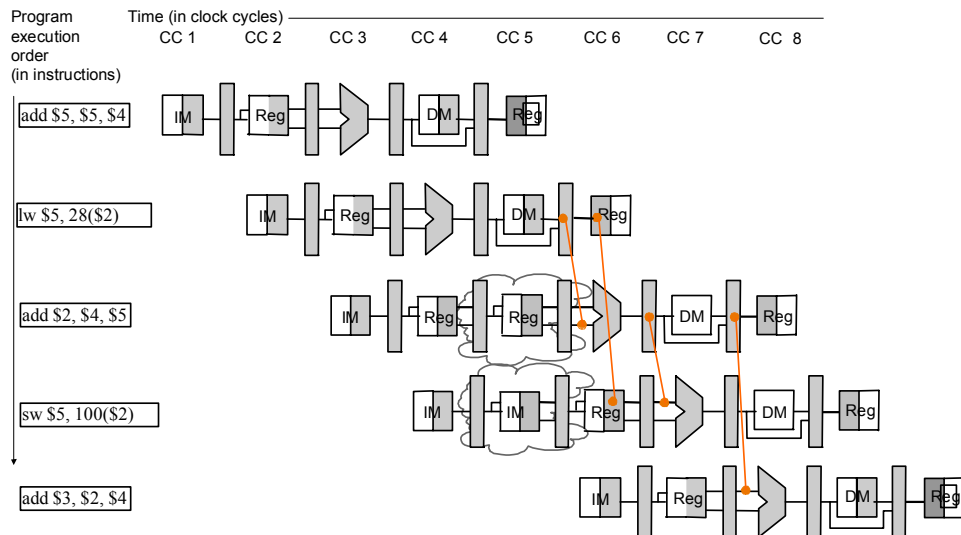 Program
execution
order
(in instructions)
Time (in clock cycles)
CC 1 CC 2 CC 3 CC 4 CC 5 CC 6 CC 7 CC 8
add $5, $5, $4
IM Reg DM Reg
lw $5, 28($2)
IM Reg DM Reg
add $2, $4, $5
IM Reg Reg DM Reg
sw $5, 100($2)
IM IM Reg DM Reg
add $3, $2, $4
IM Reg DM Reg